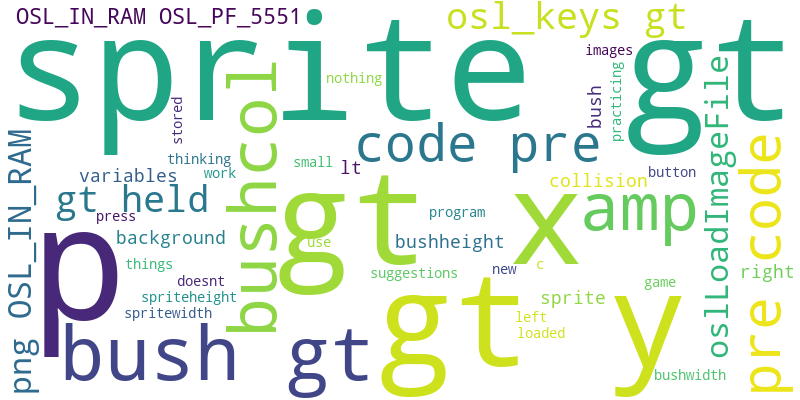 OSL_IN_RAM OSL_PF_5551
osl_keys gt
sprite gt
images
nothing
stored
bush
practicing
bushcol
oslLoadImageFile
code pre
png OSL_IN_RAM
pre code
thinking
small
lt
variables
work
button
collision
gt held
gt x
amp
press
program
p
background
bushheight
use
things
doesnt
suggestions
new
c
right
game
spriteheight
sprite
spritewidth
left
loaded
bush gt
gt y
bushwidth